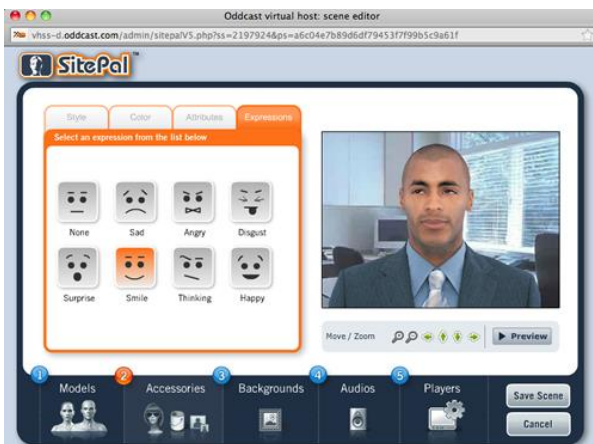 Oddcast virtual host: scene editor
vhss-d.oddcast.com/admin/sitepalV5.php?ss=2197924&ps=a6c04e7b89d6df79453f7f99b5c9a61f
SitePal™
Style Color Attributes Expressions
Select an expression from the list below
None Sad Angry Disgust
Surprise Smile Thinking Happy
Move / Zoom Preview
1 2 3 4 5
Models Accessories Backgrounds Audios Players
Save Scene
Cancel